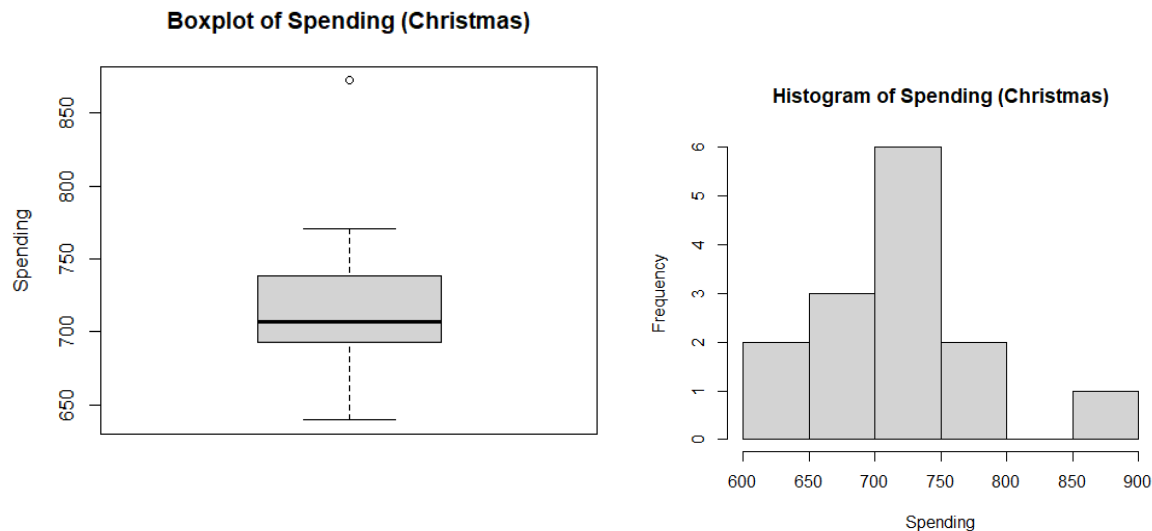 Boxplot of Spending (Christmas)
Spending
850
800
750
700
650
Histogram of Spending (Christmas)
Frequency
6
5
4
3
2
1
0
600 650 700 750 800 850 900
Spending